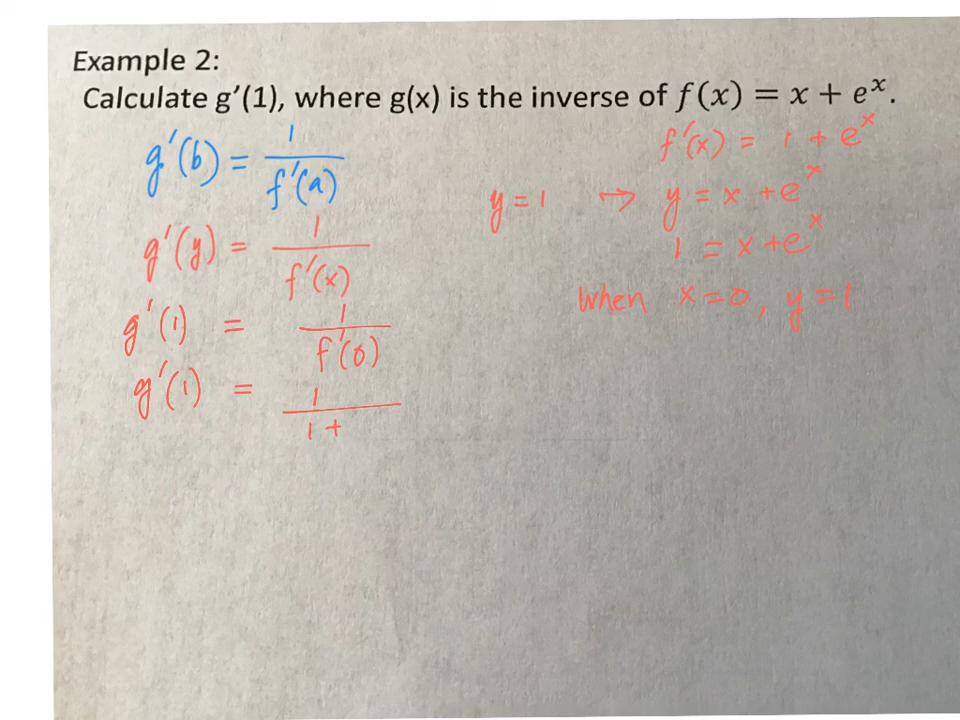 Example 2:
Calculate g′(1), where g(x) is the inverse of f(x) = x + eˣ.
g′(b) = 1/f′(a)
f′(x) = 1 + eˣ
y = 1 → y = x + eˣ
g′(y) = 1/f′(x)
1 = x + eˣ
g′(1) = 1/f′(0)
When x = 0, y = 1
g′(1) = 1/1 +